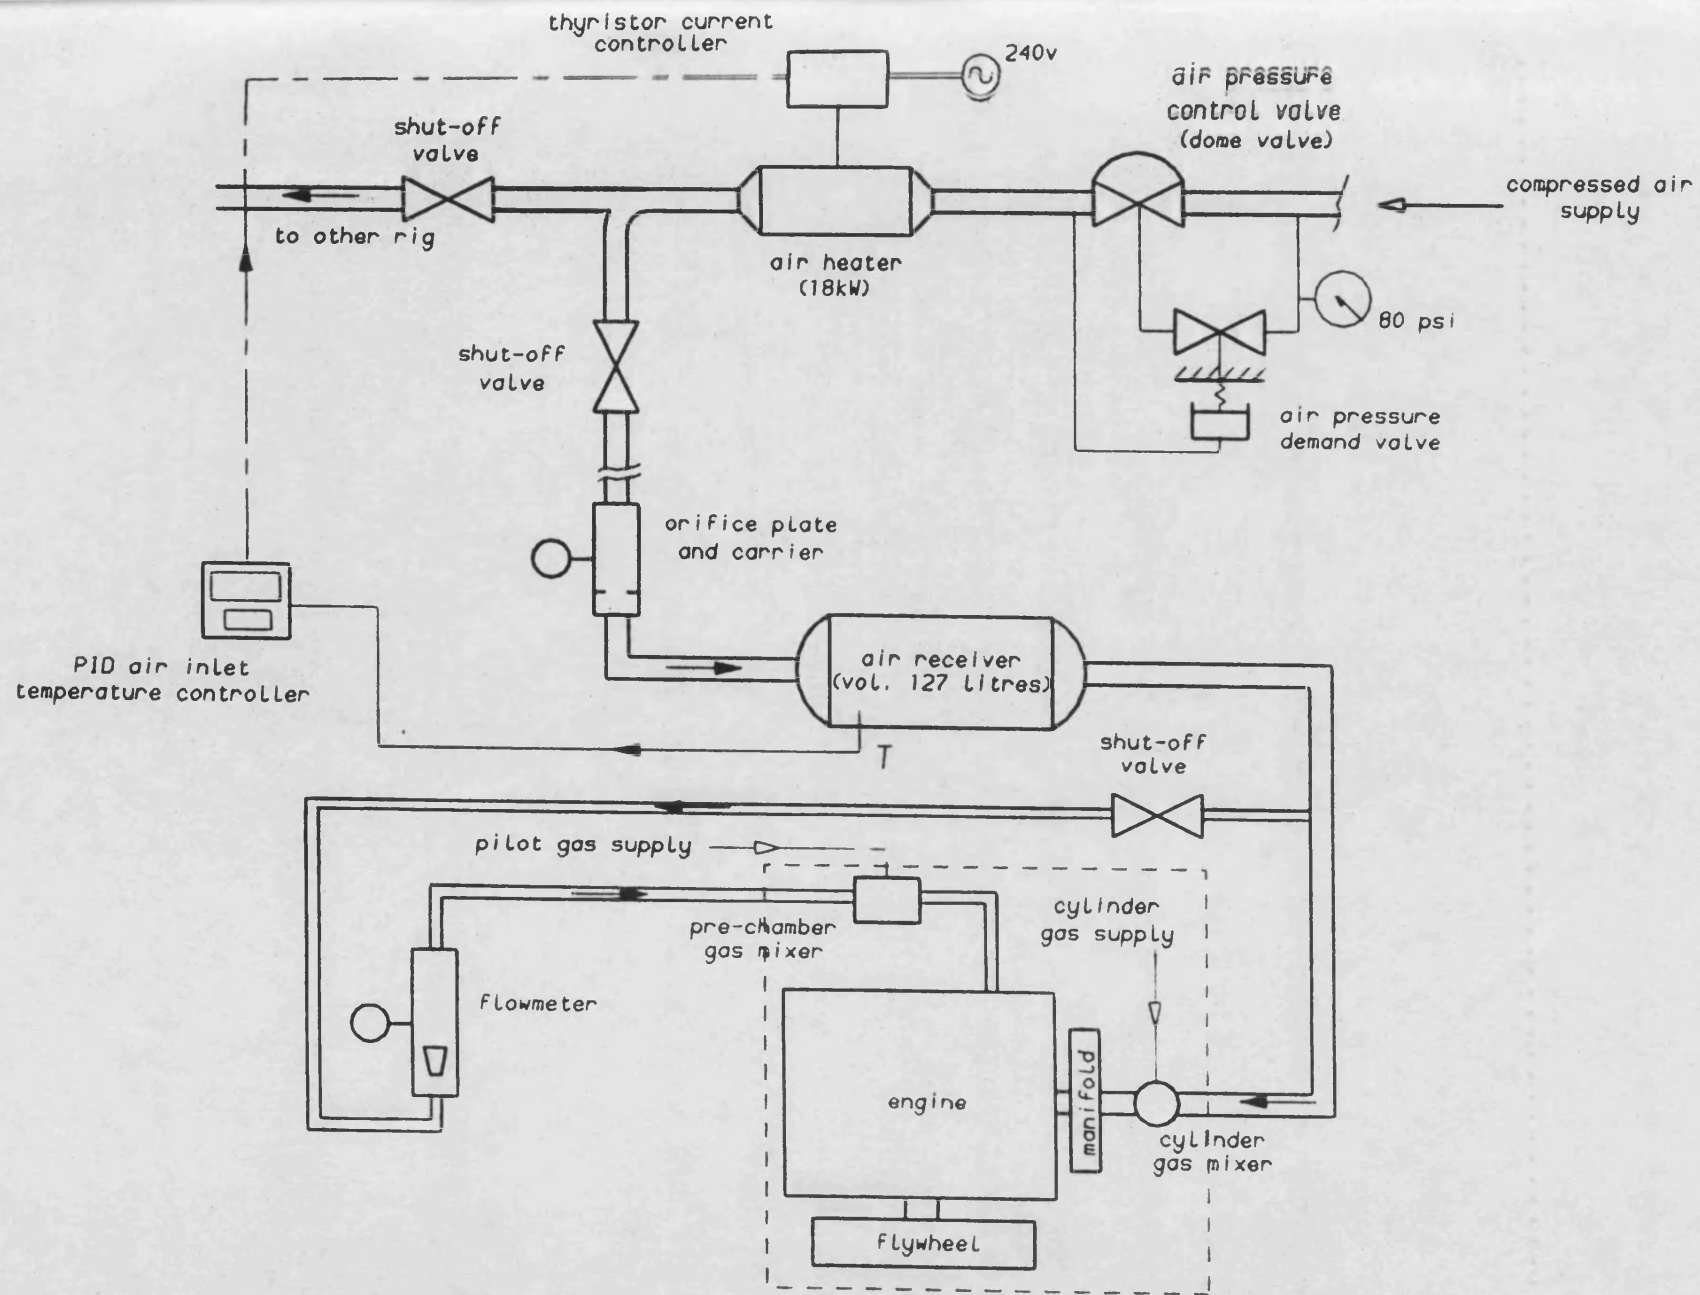 thyristor current
controller
240v
air pressure
control valve
(dome valve)
shut-off
valve
compressed air
supply
to other rig
air heater
(18kW)
80 psi
shut-off
valve
air pressure
demand valve
orifice plate
and carrier
PID air inlet
temperature controller
air receiver
(vol. 127 litres)
T
shut-off
valve
pilot gas supply
cylinder
gas supply
pre-chamber
gas mixer
flowmeter
engine
manifold
cylinder
gas mixer
flywheel